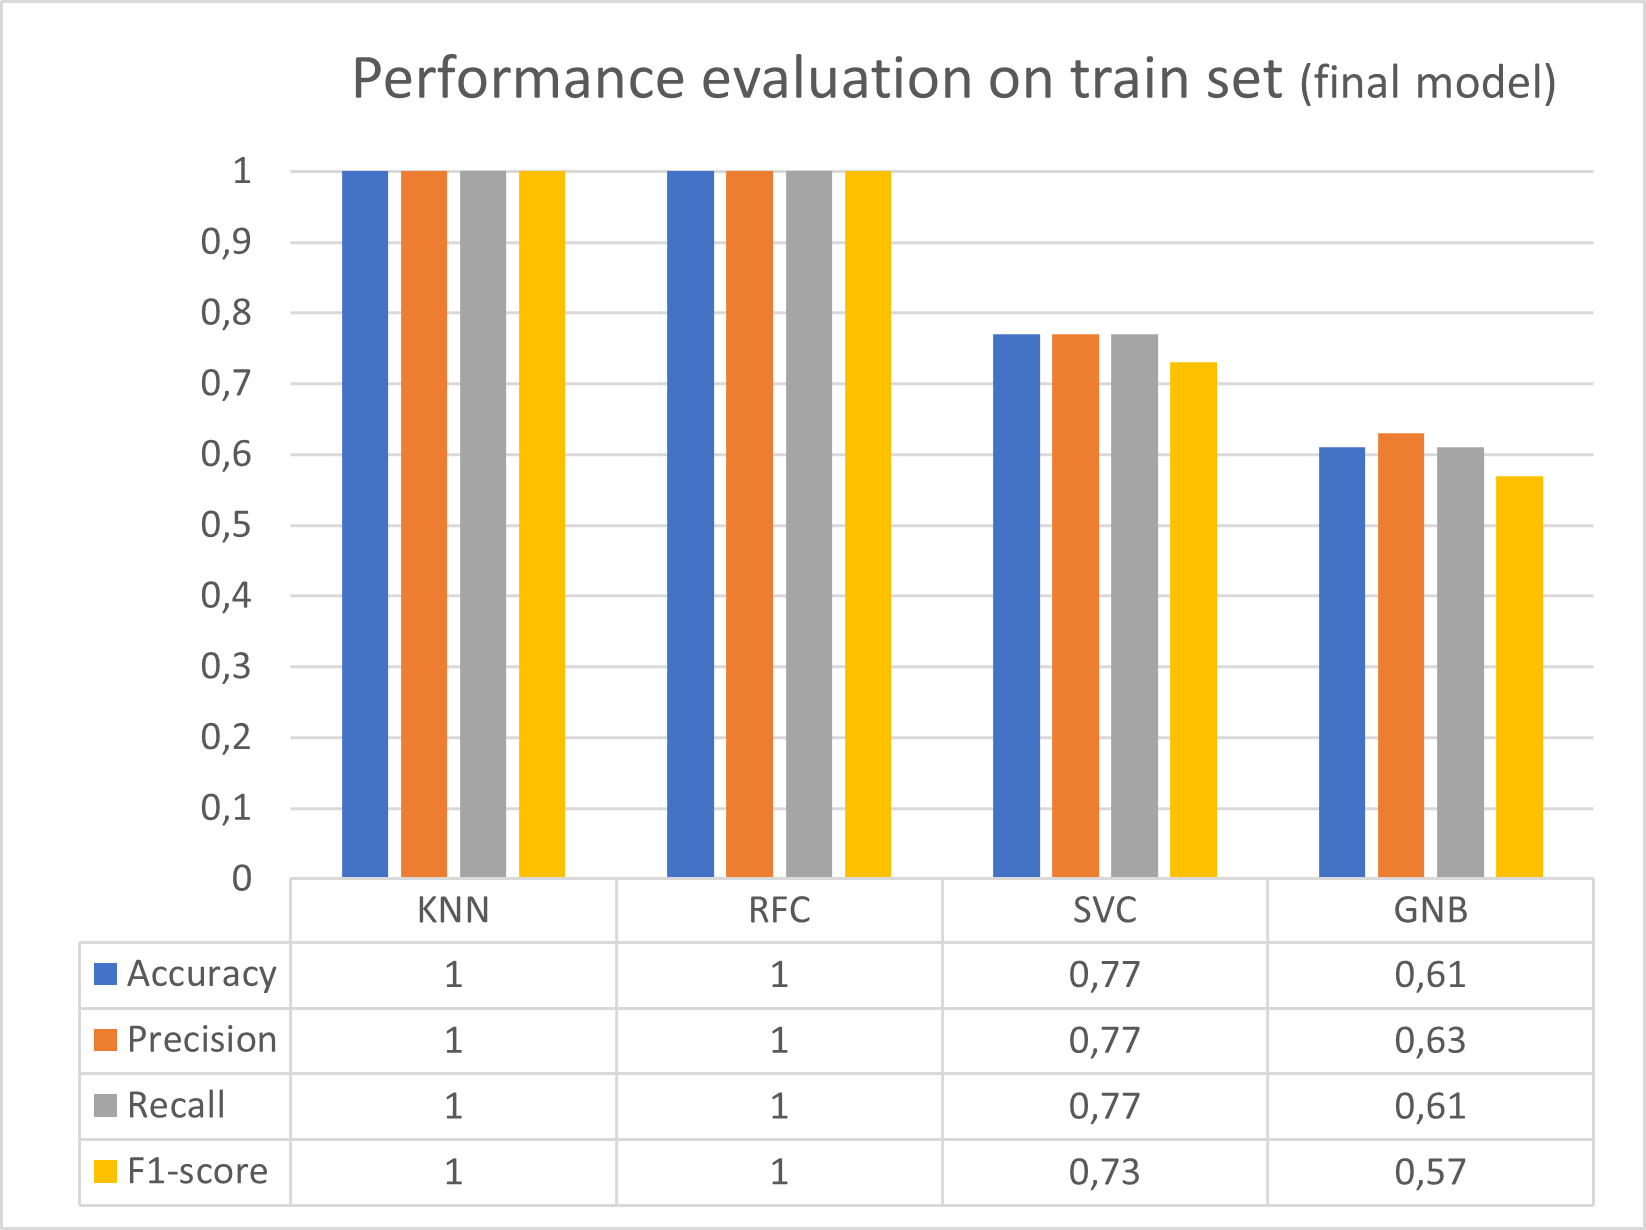 Performance evaluation on train set (final model)
1
0,9
0,8
0,7
0,6
0,5
0,4
0,3
0,2
0,1
0
KNN RFC SVC GNB
Accuracy 1 1 0,77 0,61
Precision 1 1 0,77 0,63
Recall 1 1 0,77 0,61
F1-score 1 1 0,73 0,57